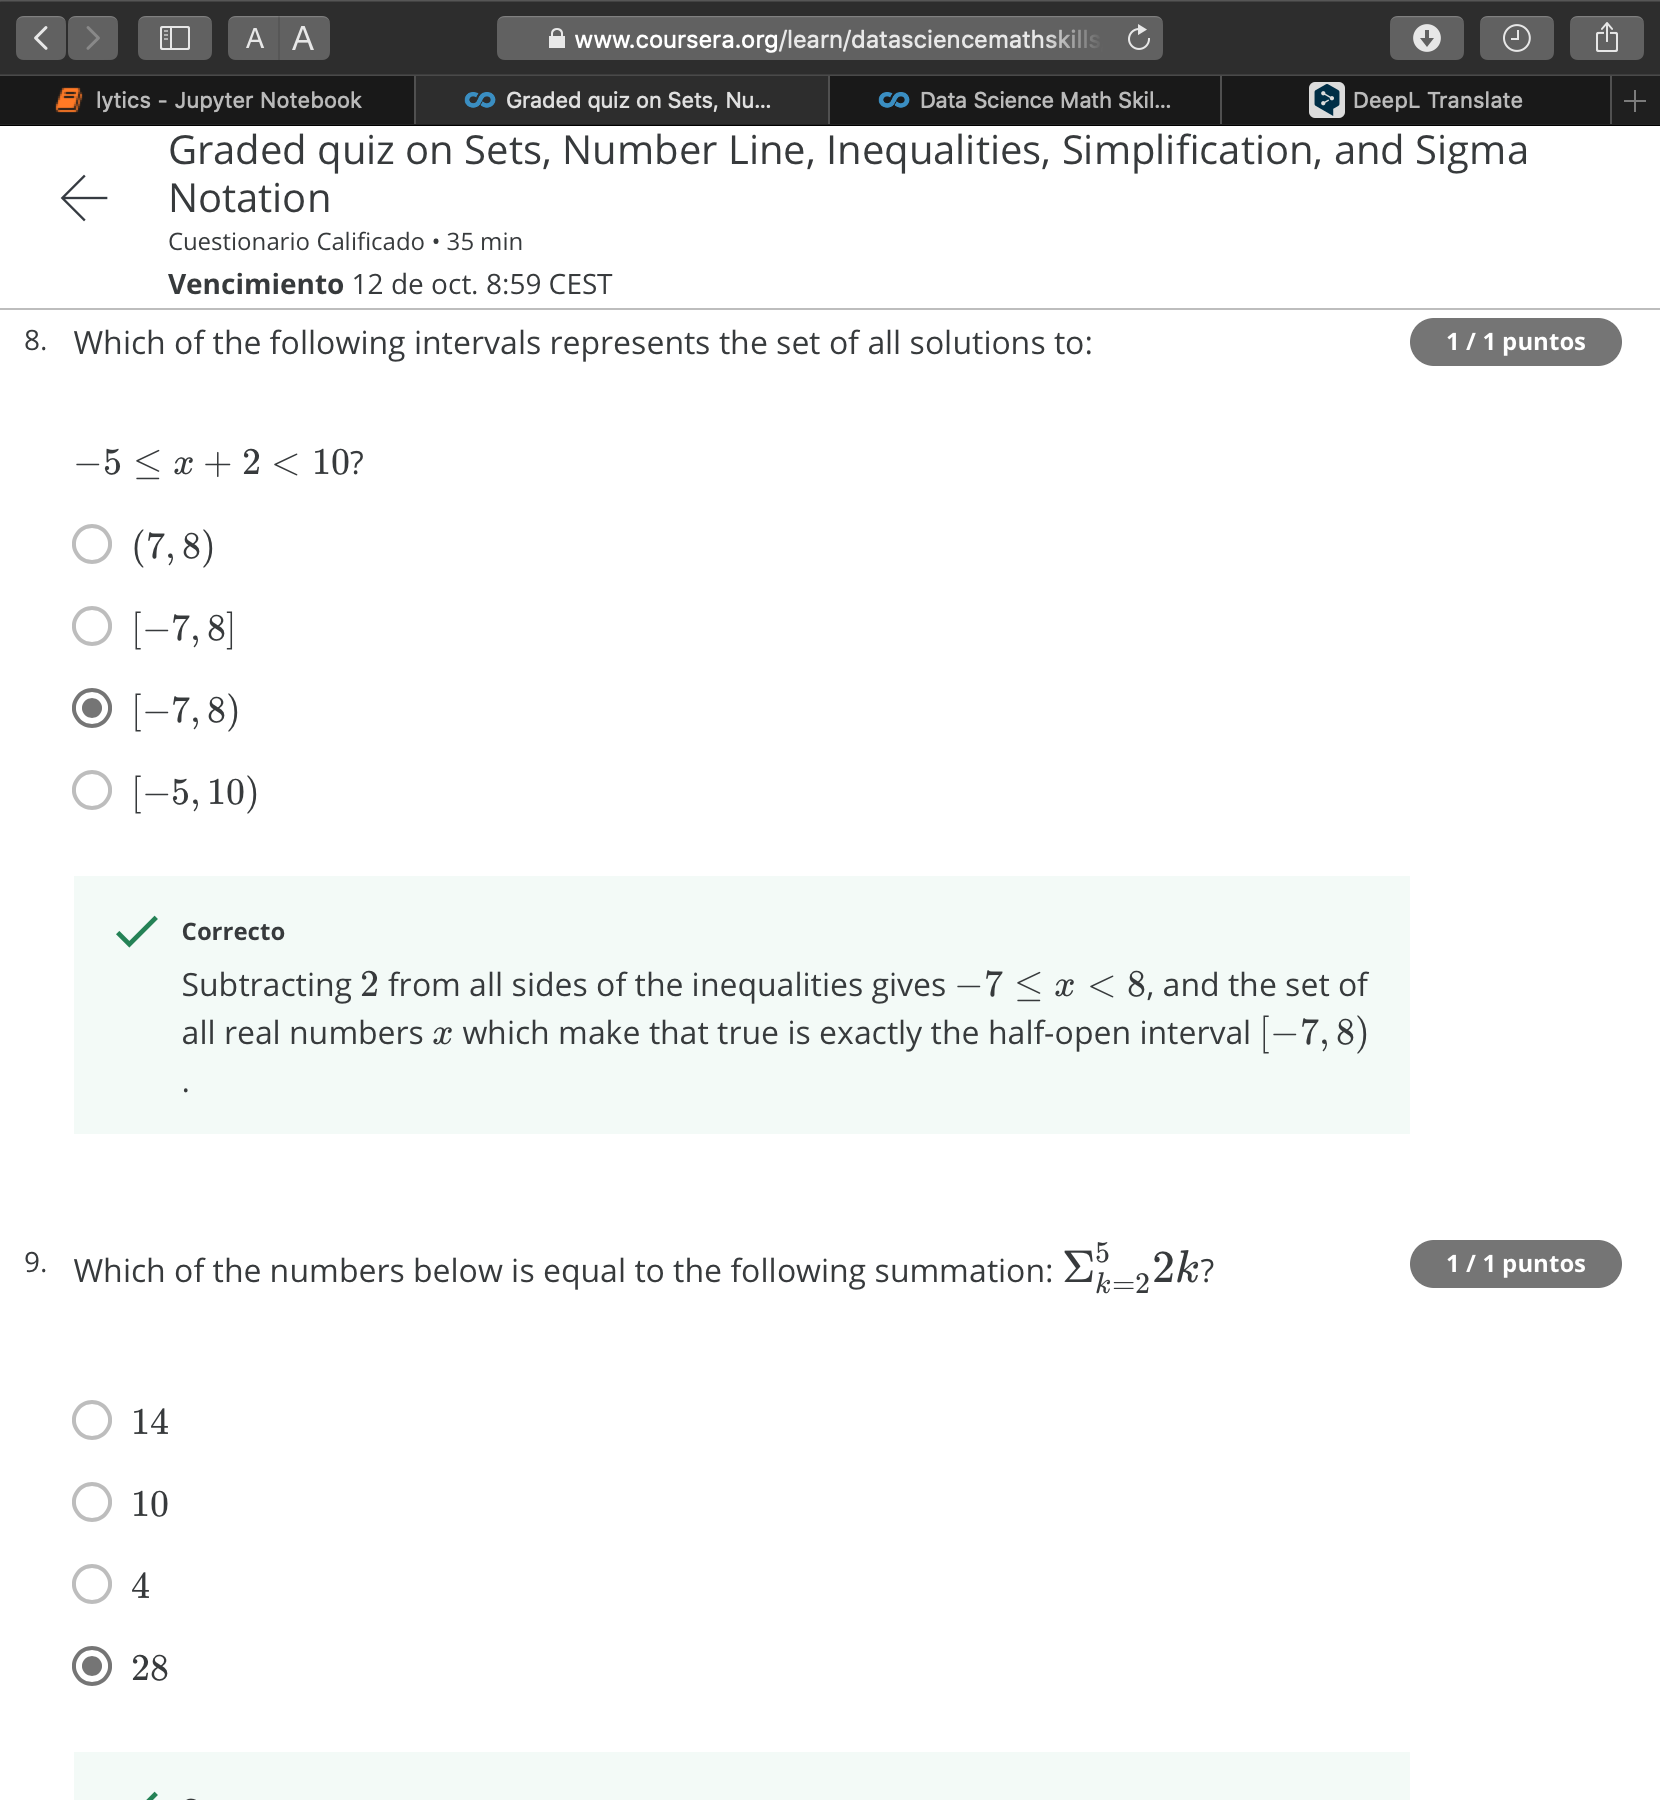 A A
www.coursera.org/learn/datasciencemathskills
lytics - Jupyter Notebook
Graded quiz on Sets, Nu...
Data Science Math Skil...
DeepL Translate
Graded quiz on Sets, Number Line, Inequalities, Simplification, and Sigma
Notation
Cuestionario Calificado • 35 min
Vencimiento 12 de oct. 8:59 CEST
8. Which of the following intervals represents the set of all solutions to:
1 / 1 puntos
−5 ≤ x + 2 < 10?
(7, 8)
[−7, 8]
[−7, 8)
[−5, 10)
Correcto
Subtracting 2 from all sides of the inequalities gives −7 ≤ x < 8, and the set of
all real numbers x which make that true is exactly the half-open interval [−7, 8)
.
9. Which of the numbers below is equal to the following summation: Σ⁵ₖ₌₂2k?
1 / 1 puntos
14
10
4
28